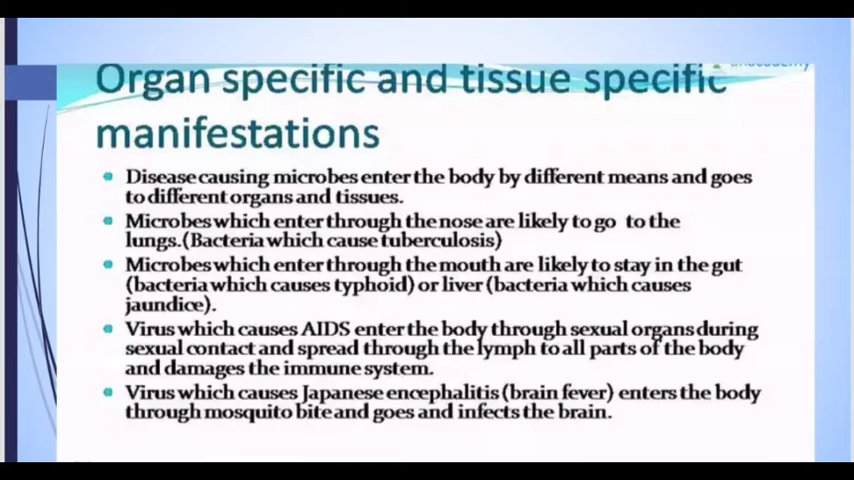 Organ specific and tissue specific
manifestations
Disease causing microbes enter the body by different means and goes
to different organs and tissues.
Microbes which enter through the nose are likely to go to the
lungs.(Bacteria which cause tuberculosis)
Microbes which enter through the mouth are likely to stay in the gut
(bacteria which causes typhoid) or liver (bacteria which causes
jaundice).
Virus which causes AIDS enter the body through sexual organs during
sexual contact and spread through the lymph to all parts of the body
and damages the immune system.
Virus which causes Japanese encephalitis (brain fever) enters the body
through mosquito bite and goes and infects the brain.